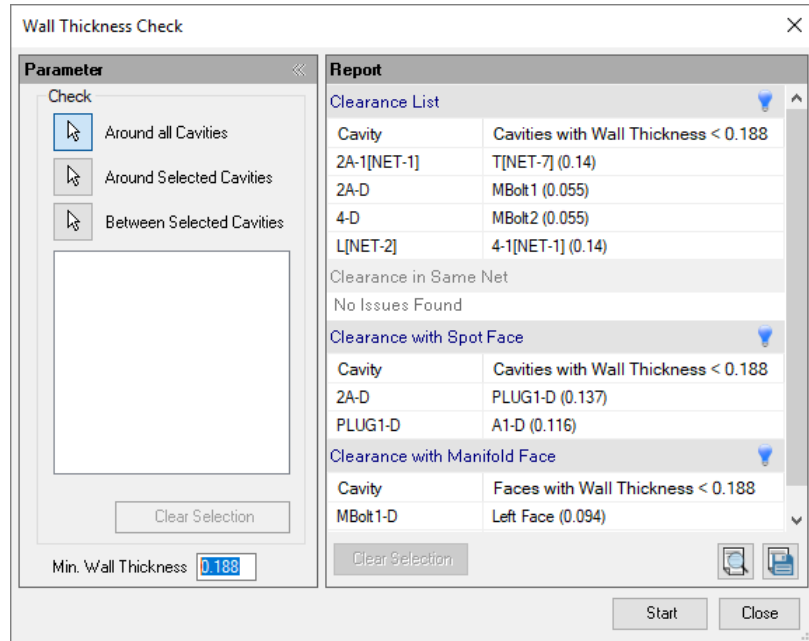 Wall Thickness Check
Parameter
Check
Around all Cavities
Around Selected Cavities
Between Selected Cavities
Clear Selection
Min. Wall Thickness 0.188
Report
Clearance List
Cavity Cavities with Wall Thickness < 0.188
2A-1[NET-1] T[NET-7] (0.14)
2A-D MBolt1 (0.055)
4-D MBolt2 (0.055)
L[NET-2] 4-1[NET-1] (0.14)
Clearance in Same Net
No Issues Found
Clearance with Spot Face
Cavity Cavities with Wall Thickness < 0.188
2A-D PLUG1-D (0.137)
PLUG1-D A1-D (0.116)
Clearance with Manifold Face
Cavity Faces with Wall Thickness < 0.188
MBolt1-D Left Face (0.094)
Clear Selection
Start Close